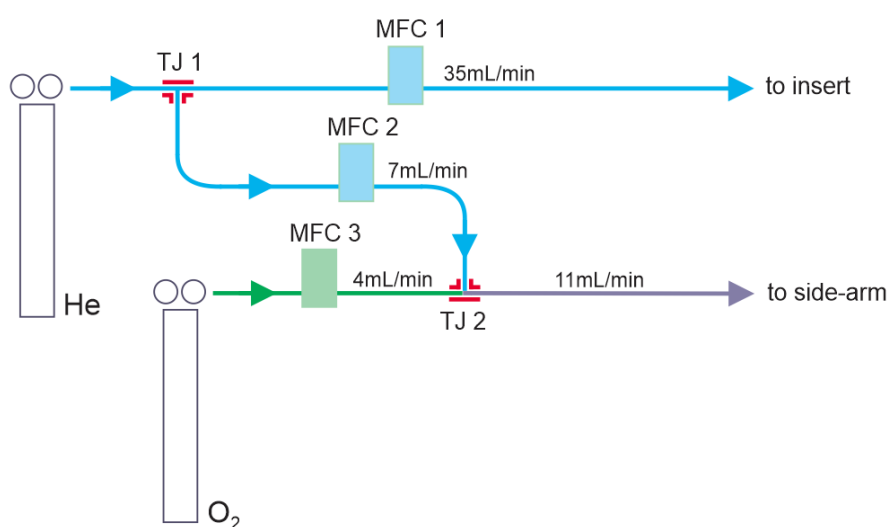 MFC 1
TJ 1
35mL/min
to insert
MFC 2
7mL/min
MFC 3
4mL/min
11mL/min
to side-arm
He
TJ 2
O₂